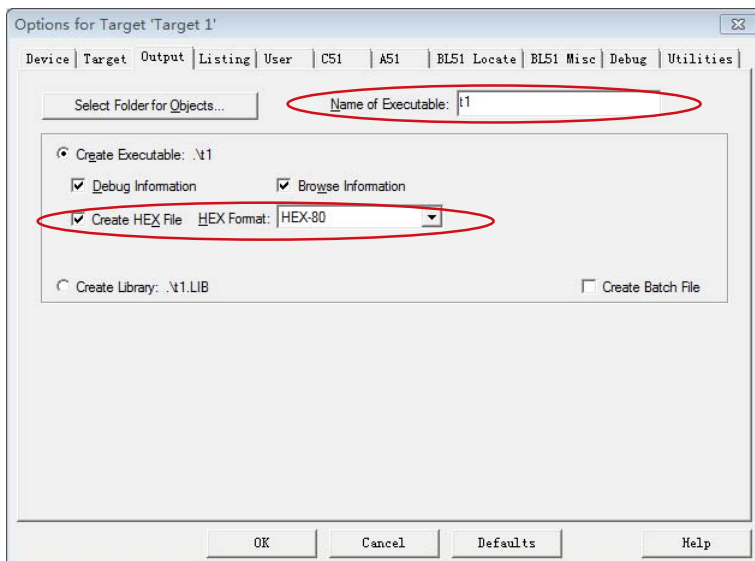 Options for Target 'Target 1'
Device Target Output Listing User C51 A51 BL51 Locate BL51 Misc Debug Utilities
Select Folder for Objects... Name of Executable: t1
Create Executable: .\t1
Debug Information Browse Information
Create HEX File HEX Format: HEX-80
Create Library: .\t1.LIB Create Batch File
OK Cancel Defaults Help